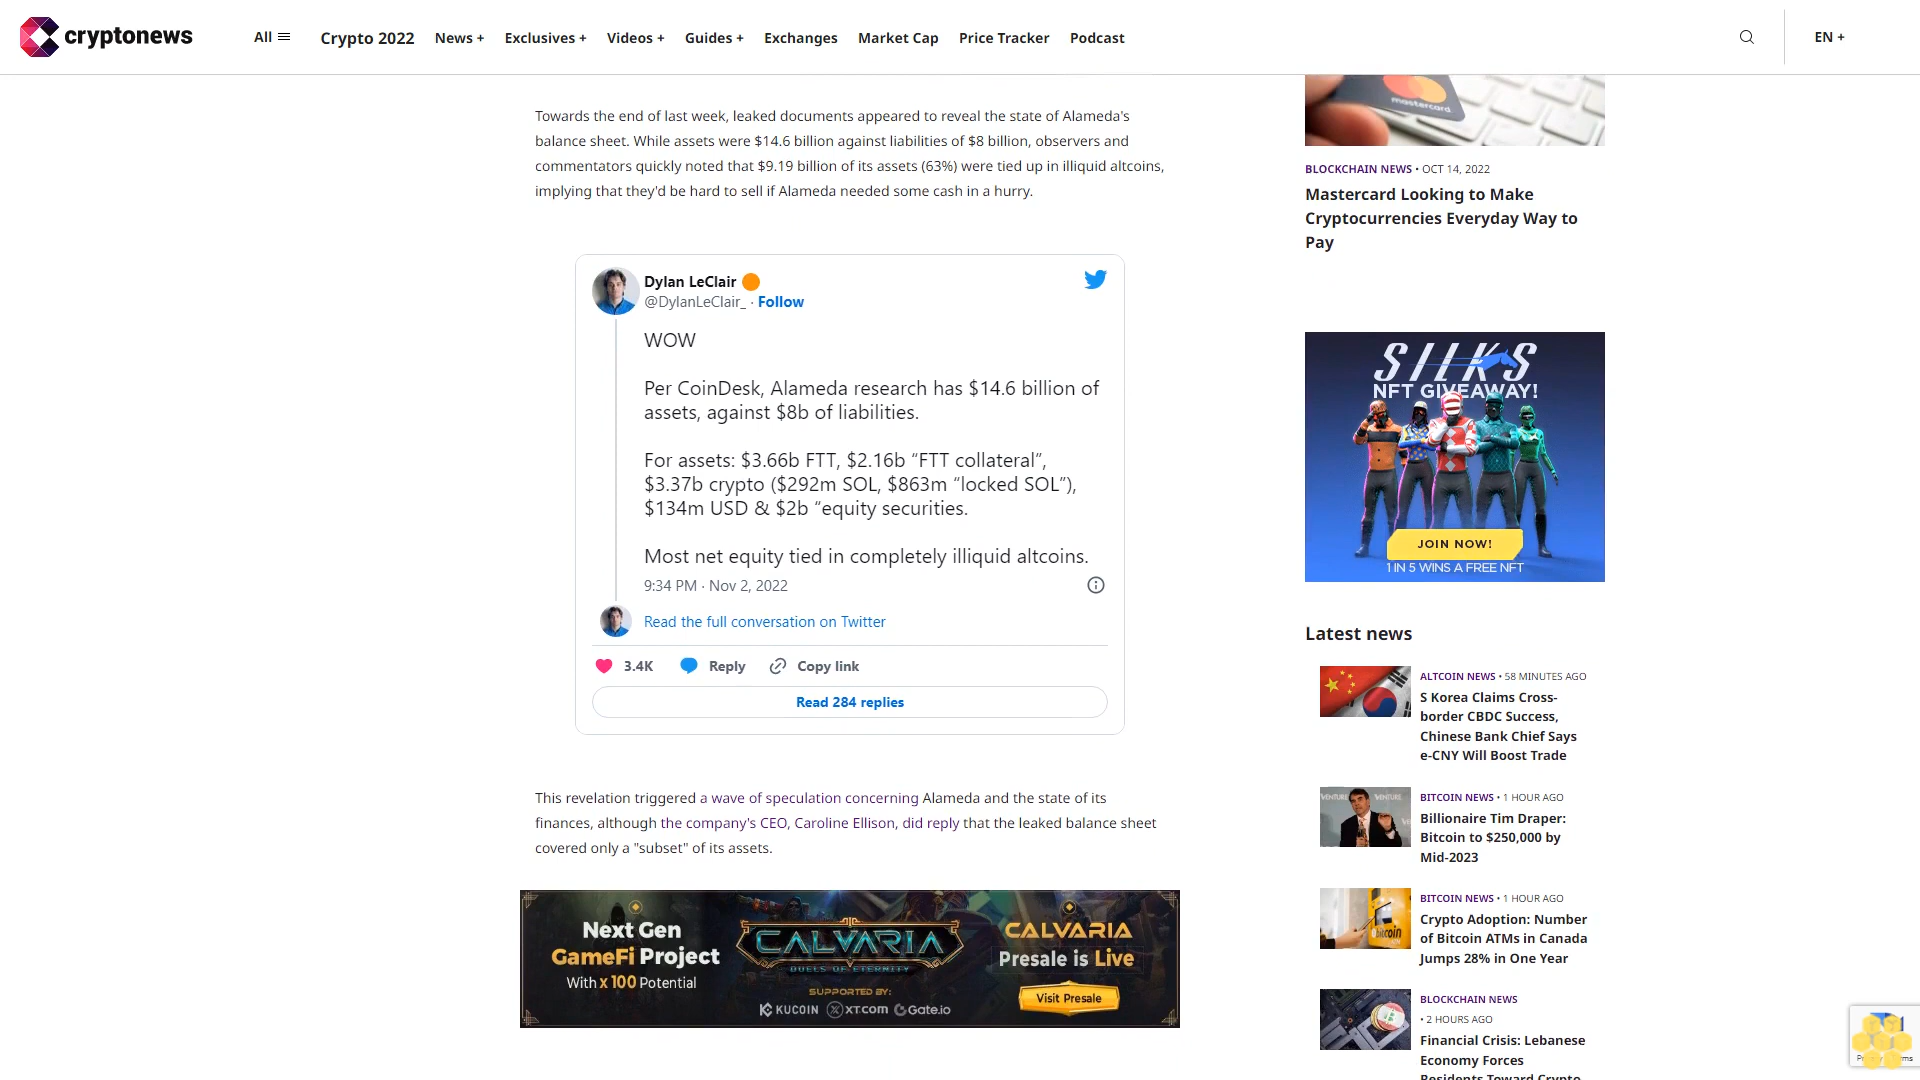 cryptonews
All
Crypto 2022
News +
Exclusives +
Videos +
Guides +
Exchanges
Market Cap
Price Tracker
Podcast
EN +
Towards the end of last week, leaked documents appeared to reveal the state of Alameda's
balance sheet. While assets were $14.6 billion against liabilities of $8 billion, observers and
commentators quickly noted that $9.19 billion of its assets (63%) were tied up in illiquid altcoins,
implying that they'd be hard to sell if Alameda needed some cash in a hurry.
Dylan LeClair
@DylanLeClair_ · Follow
WOW
Per CoinDesk, Alameda research has $14.6 billion of
assets, against $8b of liabilities.
For assets: $3.66b FTT, $2.16b “FTT collateral”,
$3.37b crypto ($292m SOL, $863m “locked SOL”),
$134m USD & $2b “equity securities.
Most net equity tied in completely illiquid altcoins.
9:34 PM · Nov 2, 2022
Read the full conversation on Twitter
3.4K
Reply
Copy link
Read 284 replies
This revelation triggered a wave of speculation concerning Alameda and the state of its
finances, although the company's CEO, Caroline Ellison, did reply that the leaked balance sheet
covered only a "subset" of its assets.
Next Gen
GameFi Project
With x 100 Potential
CALVARIA
DUELS OF ETERNITY
SUPPORTED BY:
KUCOIN
XT.COM
Gate.io
CALVARIA
Presale is Live
Visit Presale
mastercard
BLOCKCHAIN NEWS • OCT 14, 2022
Mastercard Looking to Make
Cryptocurrencies Everyday Way to
Pay
SILKS
NFT GIVEAWAY!
JOIN NOW!
1 IN 5 WINS A FREE NFT
Latest news
ALTCOIN NEWS • 58 MINUTES AGO
S Korea Claims Cross-
border CBDC Success,
Chinese Bank Chief Says
e-CNY Will Boost Trade
BITCOIN NEWS • 1 HOUR AGO
Billionaire Tim Draper:
Bitcoin to $250,000 by
Mid-2023
BITCOIN NEWS • 1 HOUR AGO
Crypto Adoption: Number
of Bitcoin ATMs in Canada
Jumps 28% in One Year
BLOCKCHAIN NEWS
• 2 HOURS AGO
Financial Crisis: Lebanese
Economy Forces
Residents Toward Crypto